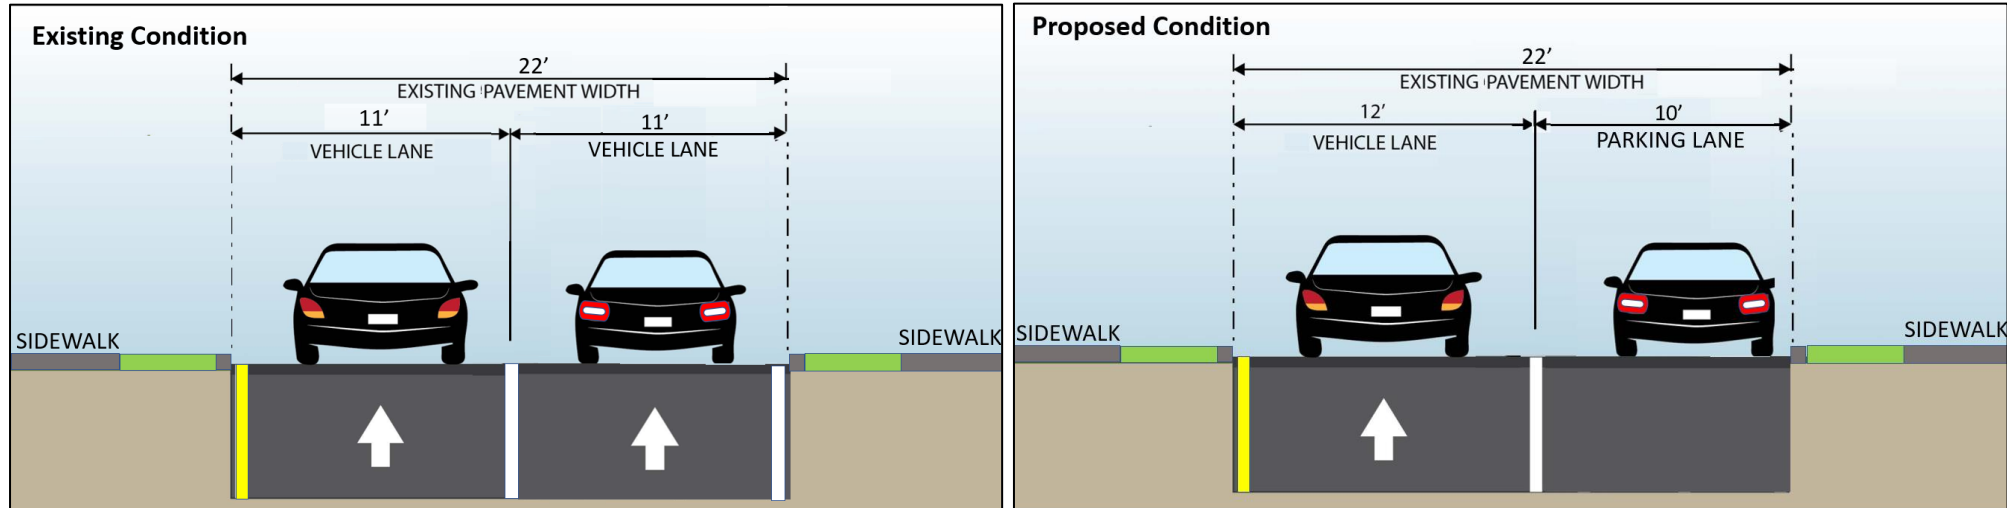 Existing Condition
22’
EXISTING PAVEMENT WIDTH
11’
11’
VEHICLE LANE
VEHICLE LANE
SIDEWALK
SIDEWALK
Proposed Condition
22’
EXISTING PAVEMENT WIDTH
12’
10’
VEHICLE LANE
PARKING LANE
SIDEWALK
SIDEWALK